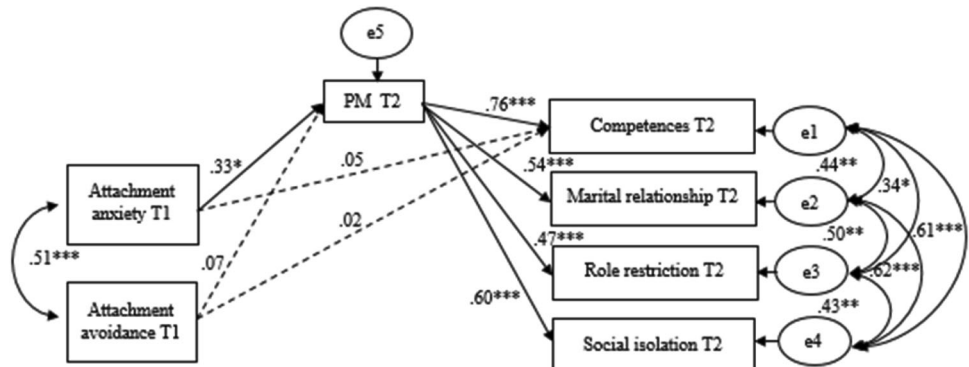 e5
PM T2
.76***
Competences T2
e1
.33*
.05
.54***
.44**
.34*
Attachment
anxiety T1
Marital relationship T2
e2
.02
.47***
.50**
.61***
.51***
.07
Role restriction T2
e3
.62***
.60***
.43**
Attachment
avoidance T1
Social isolation T2
e4